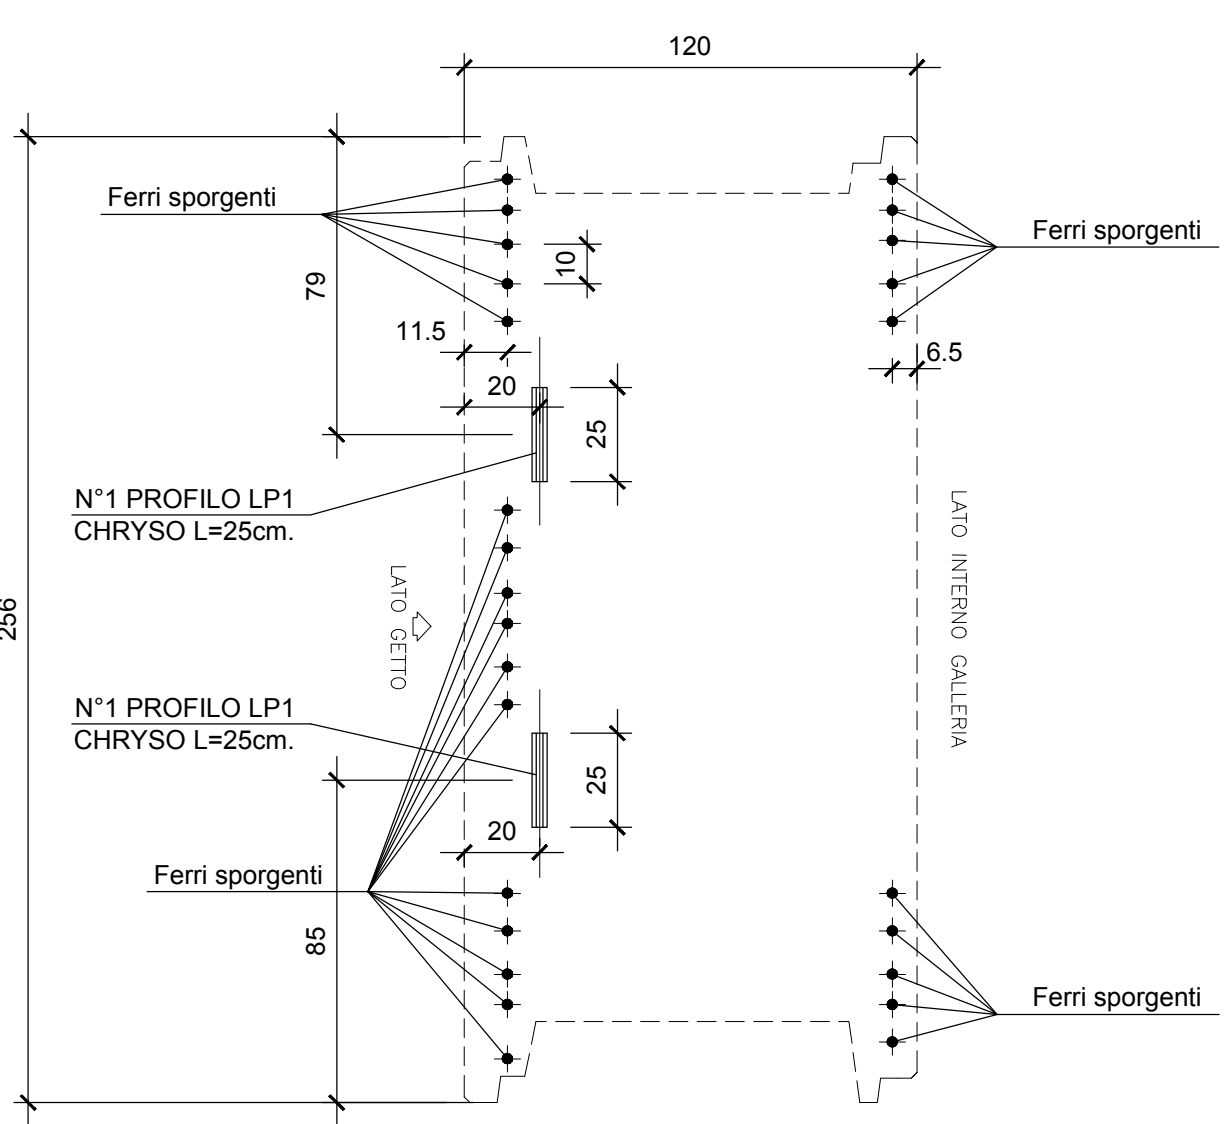 120
Ferri sporgenti
Ferri sporgenti
10
79
11.5
6.5
20
25
N°1 PROFILO LP1
CHRYSO L=25cm.
LATO INTERNO GALLERIA
LATO GETTO
256
N°1 PROFILO LP1
CHRYSO L=25cm.
25
20
Ferri sporgenti
85
Ferri sporgenti